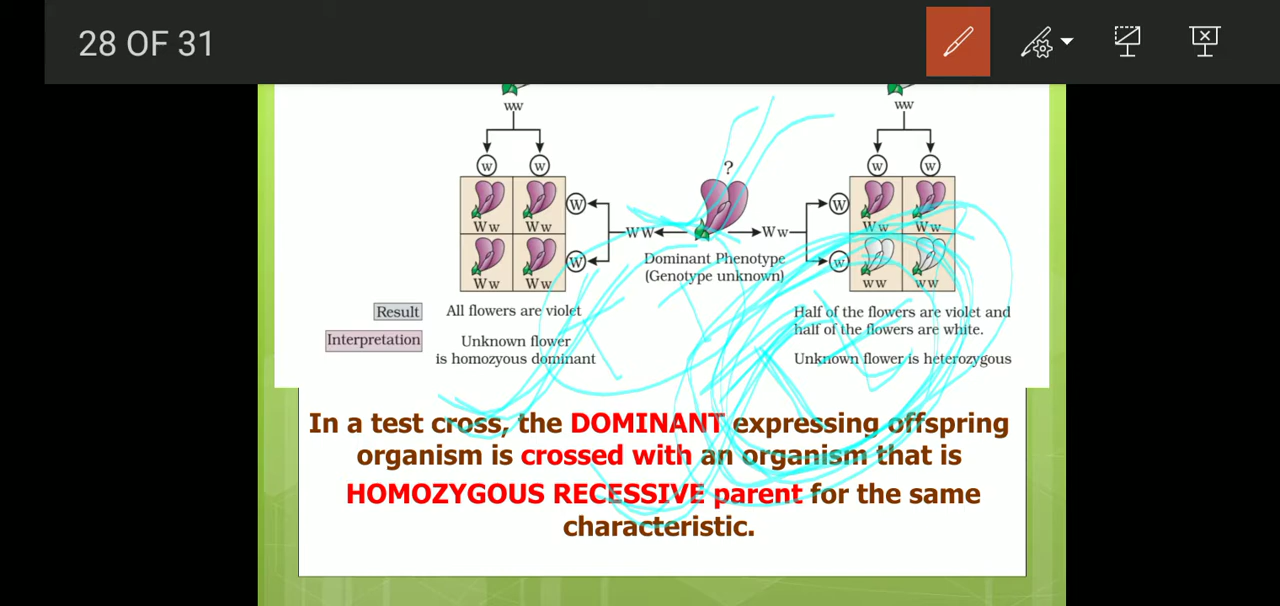 28 OF 31
ww
ww
w w
w w
?
Ww Ww
W
WW
Ww
W
Ww Ww
Ww Ww
W
w
ww ww
Dominant Phenotype
(Genotype unknown)
Result
All flowers are violet
Half of the flowers are violet and
half of the flowers are white.
Interpretation
Unknown flower
is homozyous dominant
Unknown flower is heterozygous
In a test cross, the DOMINANT expressing offspring
organism is crossed with an organism that is
HOMOZYGOUS RECESSIVE parent for the same
characteristic.